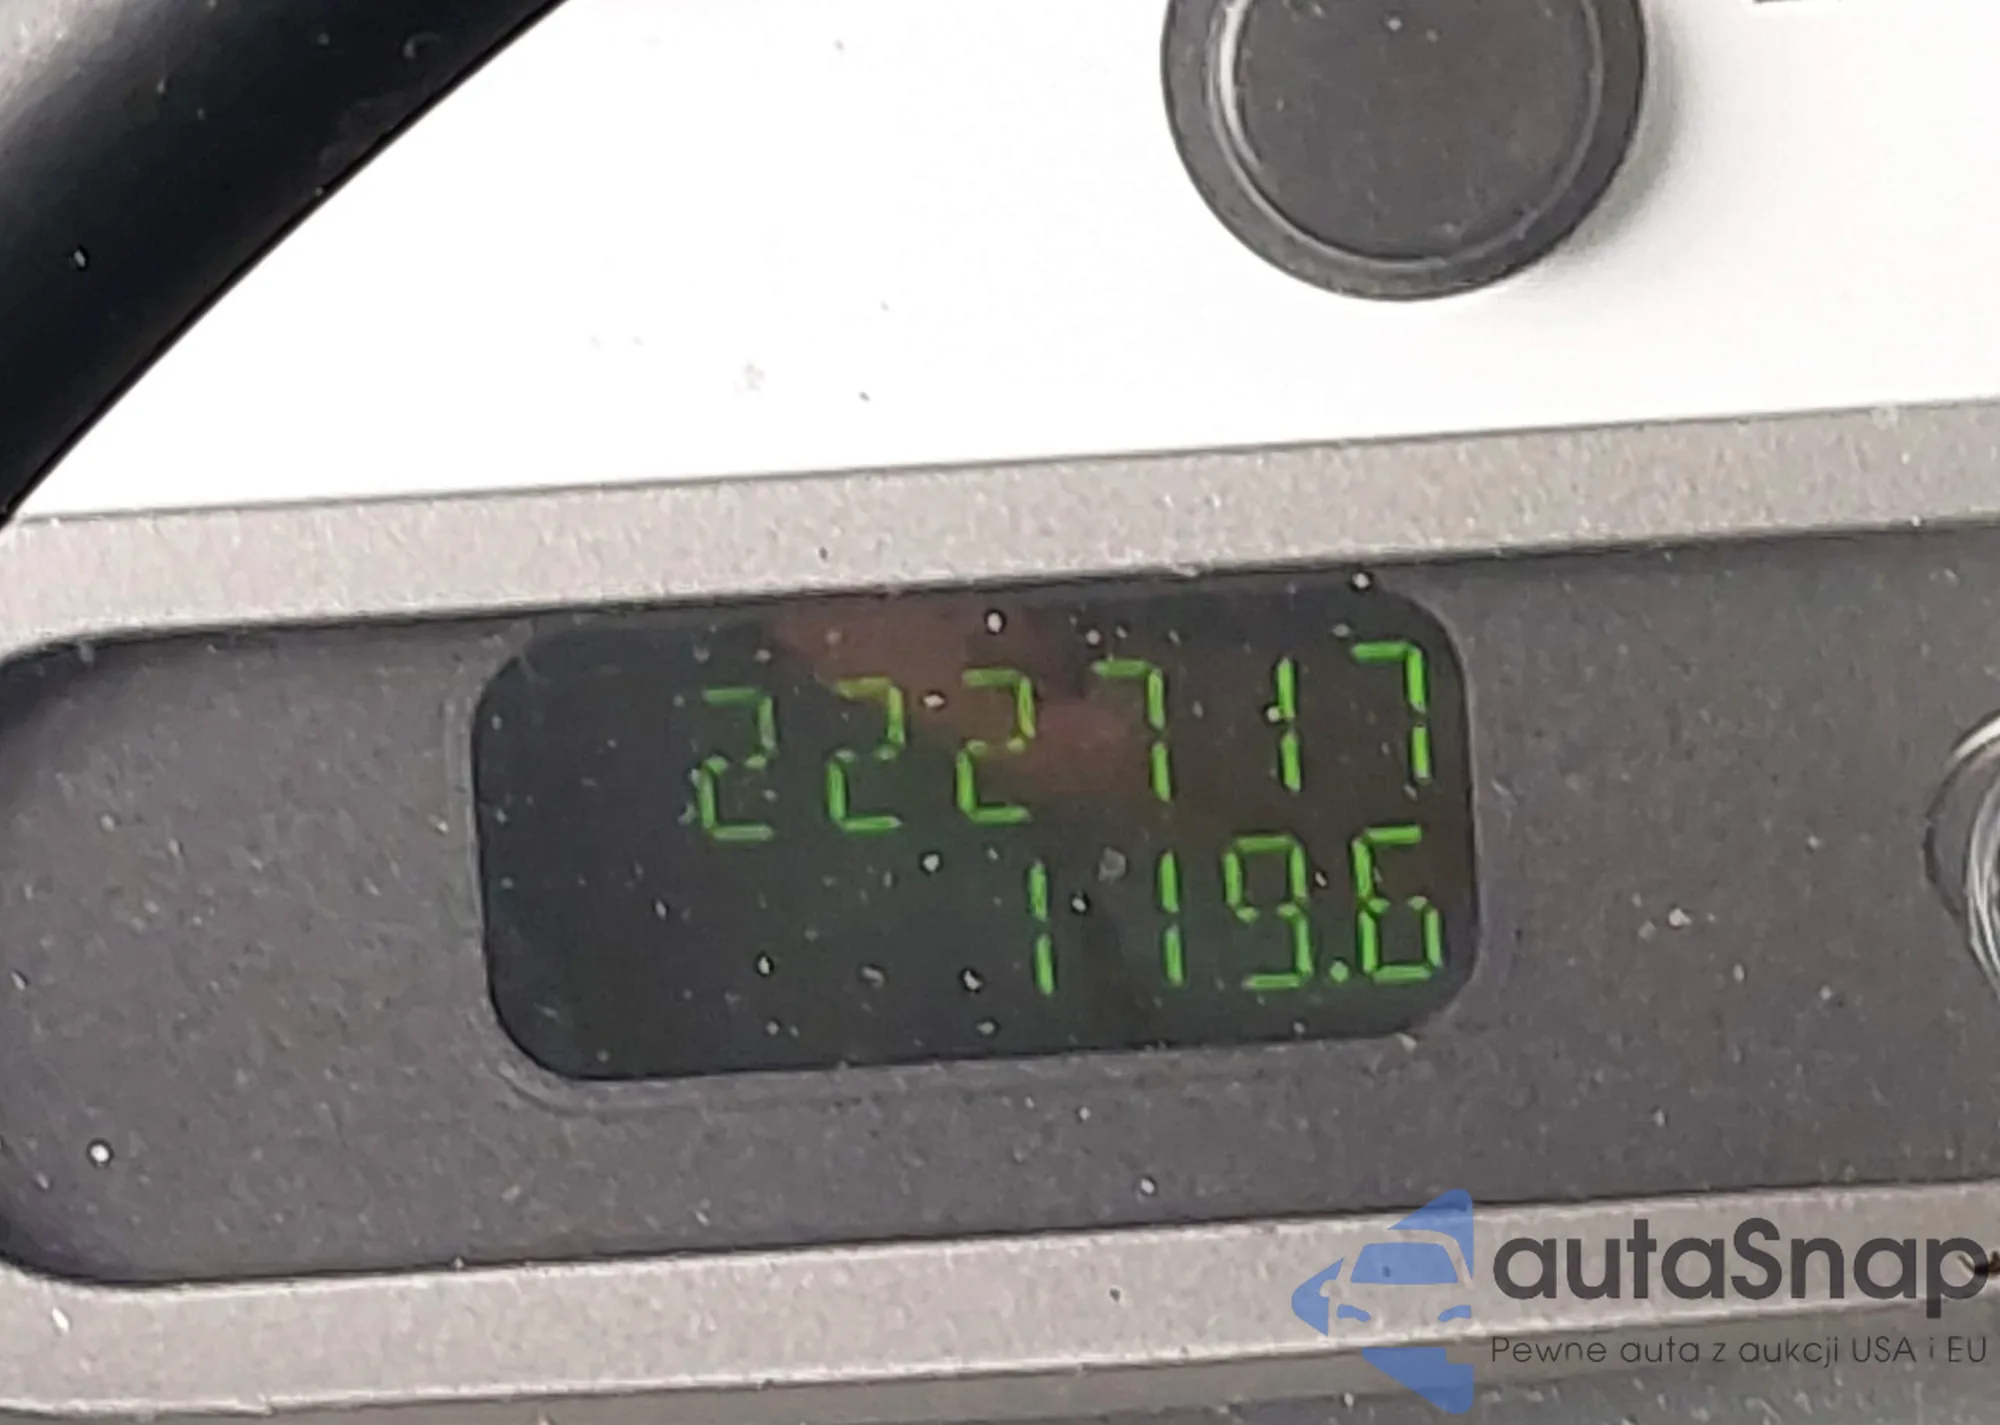 222717
119.6
autaSnap
Pewne auta z aukcji USA i EU